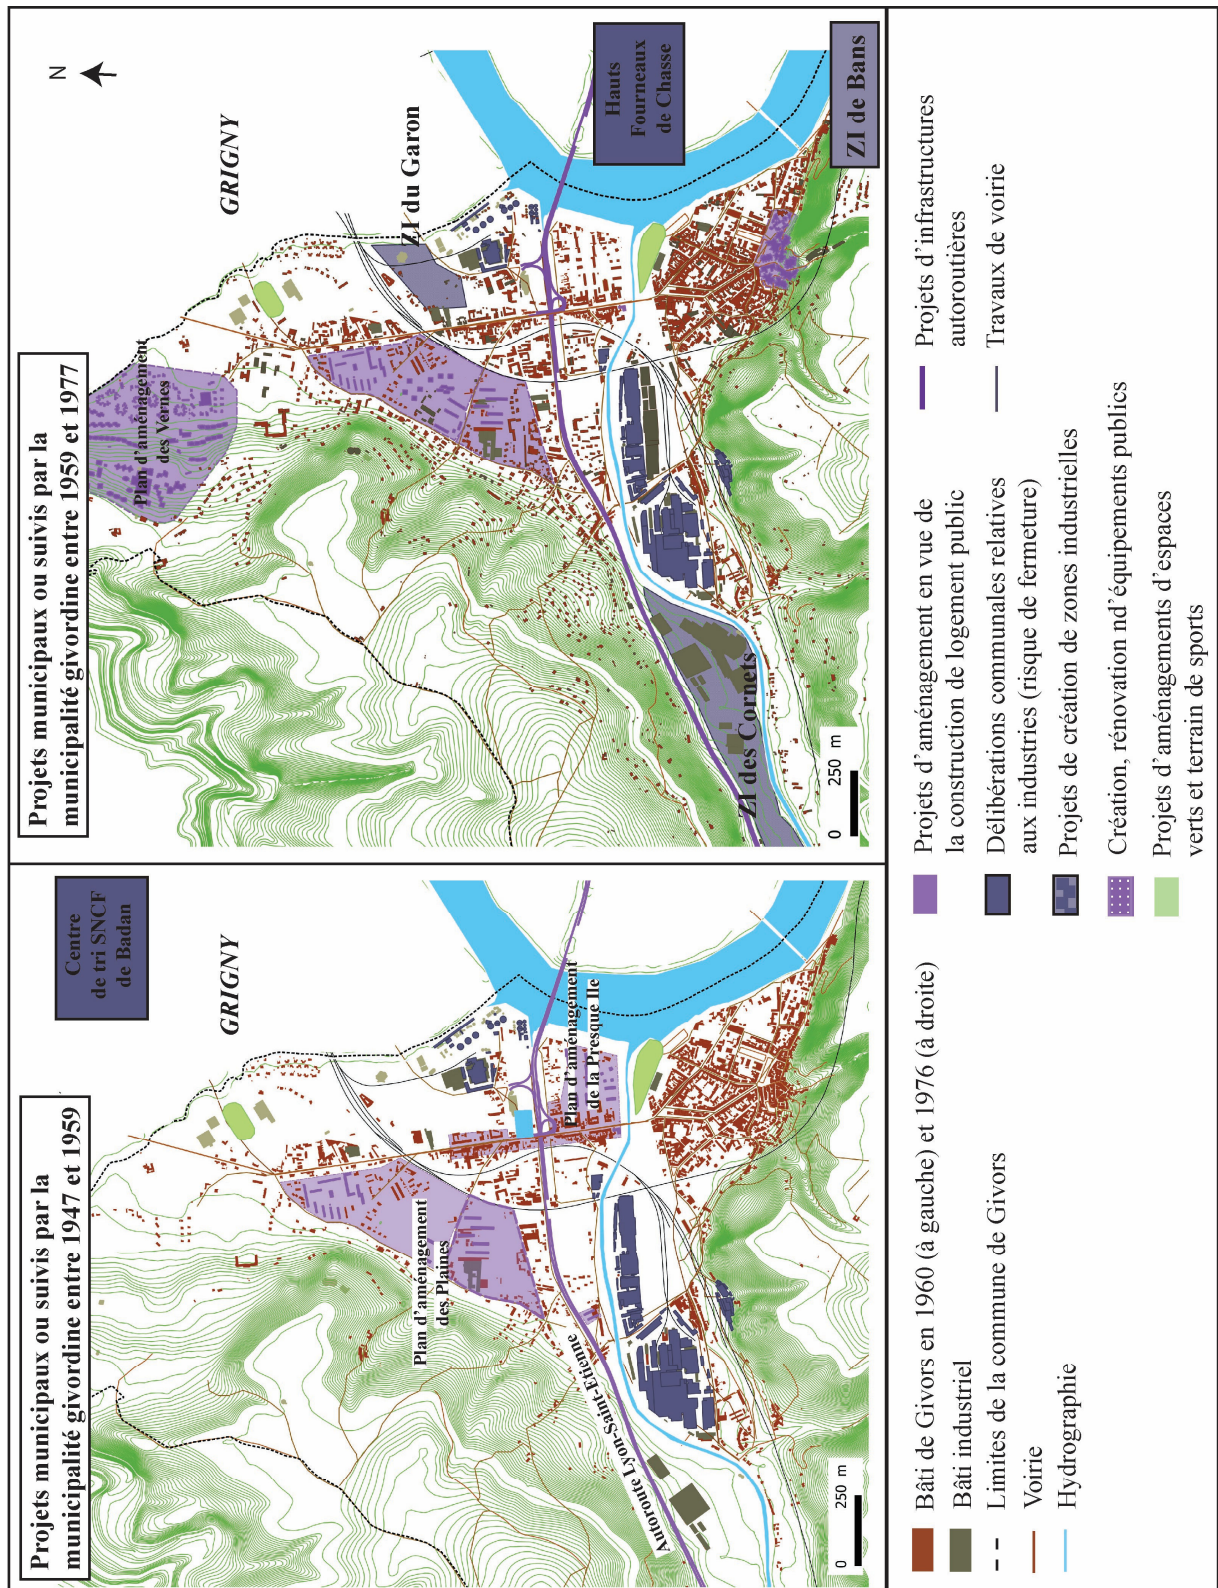 Projets municipaux ou suivis par la
municipalité givordine entre 1947 et 1959
Centre
de tri SNCF
de Badan
GRIGNY
Plan d'aménagement
des Plaines
Plan d'aménagement
de la Presque Ile
Autoroute Lyon-Saint-Etienne
0 250 m
Projets municipaux ou suivis par la
municipalité givordine entre 1959 et 1977
N
GRIGNY
Plan d'aménagement
des Vernes
ZI du Garon
Hauts
Fourneaux
de Chasse
ZI des Cornets
ZI de Bans
0 250 m
Bâti de Givors en 1960 (à gauche) et 1976 (à droite)
Bâti industriel
Limites de la commune de Givors
Voirie
Hydrographie
Projets d'aménagement en vue de
la construction de logement public
Délibérations communales relatives
aux industries (risque de fermeture)
Projets de création de zones industrielles
Création, rénovation nd'équipements publics
Projets d'aménagements d'espaces
verts et terrain de sports
Projets d'infrastructures
autoroutières
Travaux de voirie